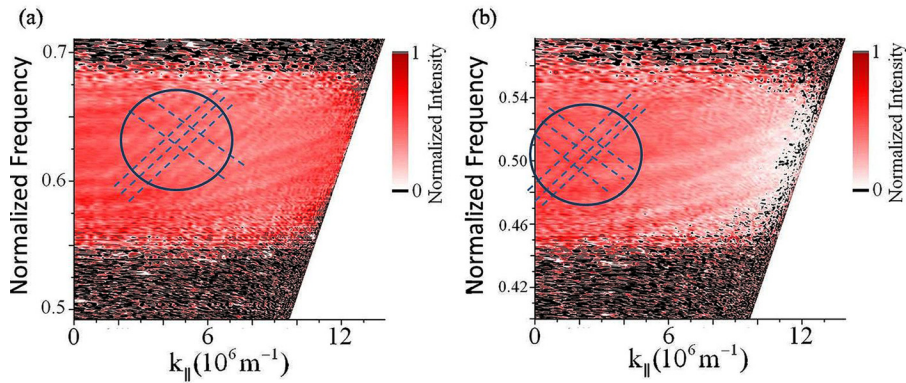 (a)
Normalized Frequency
0.7
0.6
0.5
0
6
12
k∥(10⁶m⁻¹)
1
0
Normalized Intensity
(b)
Normalized Frequency
0.54
0.50
0.46
0.42
0
6
12
k∥(10⁶m⁻¹)
1
0
Normalized Intensity